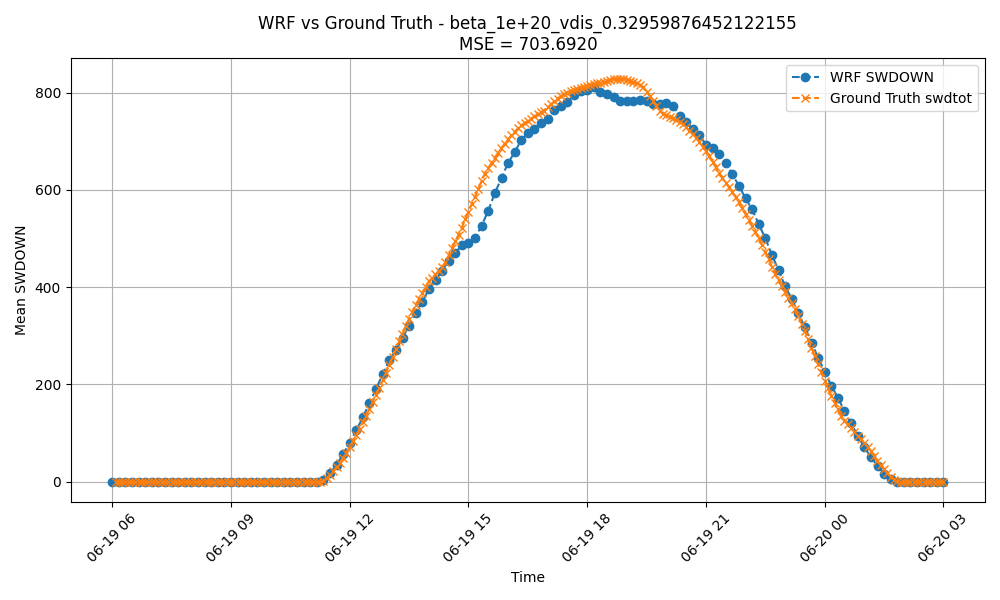 WRF vs Ground Truth - beta_1e+20_vdis_0.32959876452122155
MSE = 703.6920
WRF SWDOWN
Ground Truth swdtot
Mean SWDOWN
800
600
400
200
0
06-19 06
06-19 09
06-19 12
06-19 15
06-19 18
06-19 21
06-20 00
06-20 03
Time